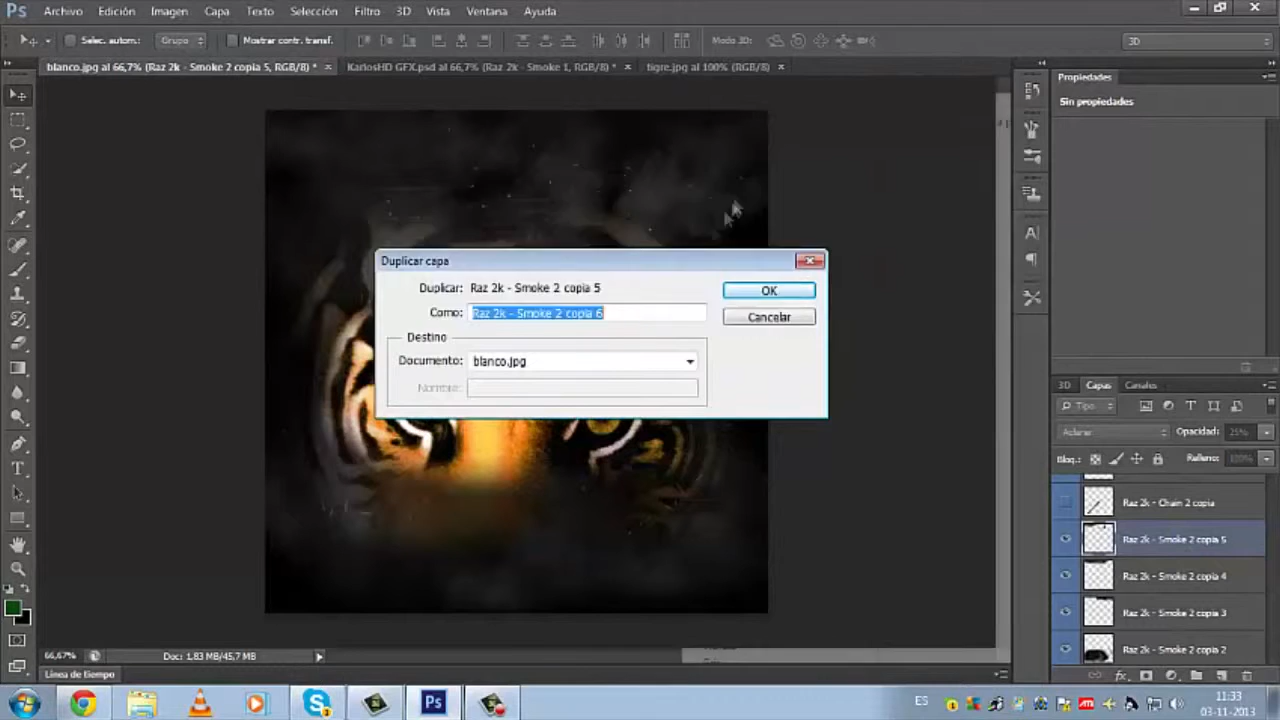 Ps Archivo Edición Imagen Capa Texto Selección Filtro 3D Vista Ventana Ayuda
Selec. autom.: Grupo Mostrar contr. transf. Modo 3D: 3D
blanco.jpg al 66,7% (Raz 2k - Smoke 2 copia 5, RGB/8) * × KarlosHD GFX.psd al 66,7% (Raz 2k - Smoke 1, RGB/8) * × tigre.jpg al 100% (RGB/8) ×
Propiedades
Sin propiedades
Duplicar capa
Duplicar: Raz 2k - Smoke 2 copia 5
OK
Como: Raz 2k - Smoke 2 copia 6
Cancelar
Destino
Documento: blanco.jpg
Nombre:
3D Capas Canales
Tipo
Aclarar Opacidad: 25%
Bloq.: Relleno: 100%
Raz 2k - Chain 2 copia
Raz 2k - Smoke 2 copia 5
Raz 2k - Smoke 2 copia 4
Raz 2k - Smoke 2 copia 3
Raz 2k - Smoke 2 copia 2
66,67% Doc: 1,83 MB/45,7 MB
Línea de tiempo
Ps ES 11:33
03-11-2013